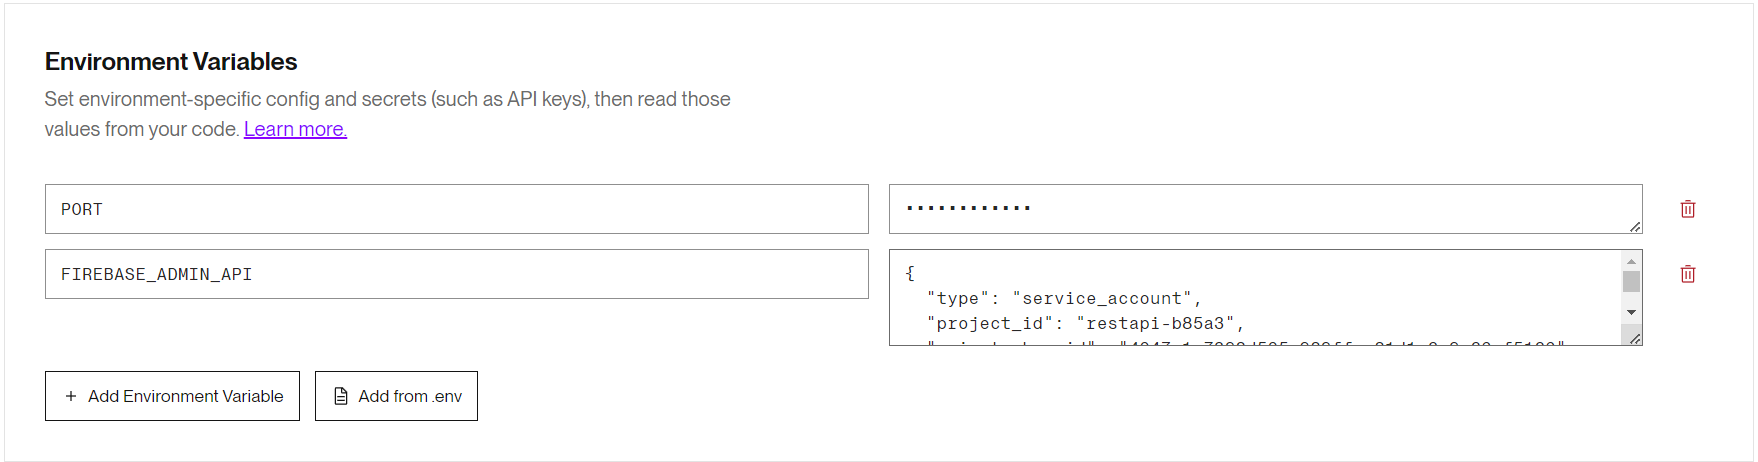 Environment Variables
Set environment-specific config and secrets (such as API keys), then read those
values from your code. Learn more.
PORT
············
FIREBASE_ADMIN_API
{
"type": "service_account",
"project_id": "restapi-b85a3",
+ Add Environment Variable
Add from .env